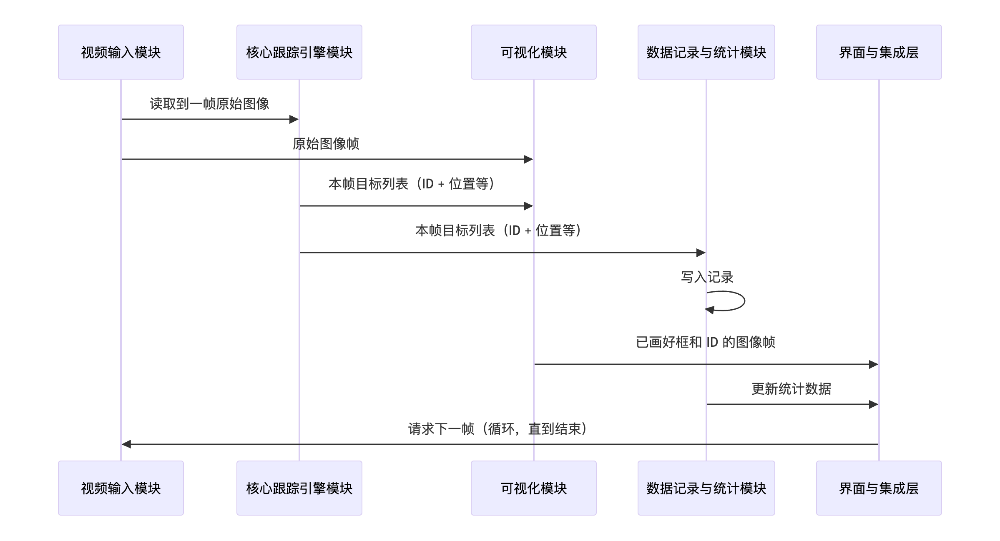 视频输入模块
核心跟踪引擎模块
可视化模块
数据记录与统计模块
界面与集成层
读取到一帧原始图像
原始图像帧
本帧目标列表（ID + 位置等）
本帧目标列表（ID + 位置等）
写入记录
已画好框和 ID 的图像帧
更新统计数据
请求下一帧（循环，直到结束）
视频输入模块
核心跟踪引擎模块
可视化模块
数据记录与统计模块
界面与集成层